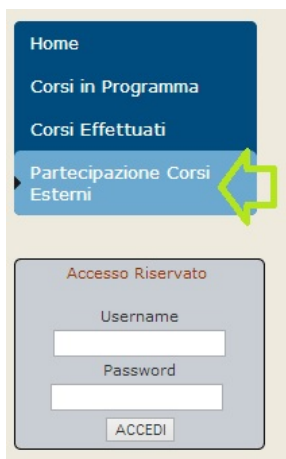 Home
Corsi in Programma
Corsi Effettuati
Partecipazione Corsi
Esterni
Accesso Riservato
Username
Password
ACCEDI